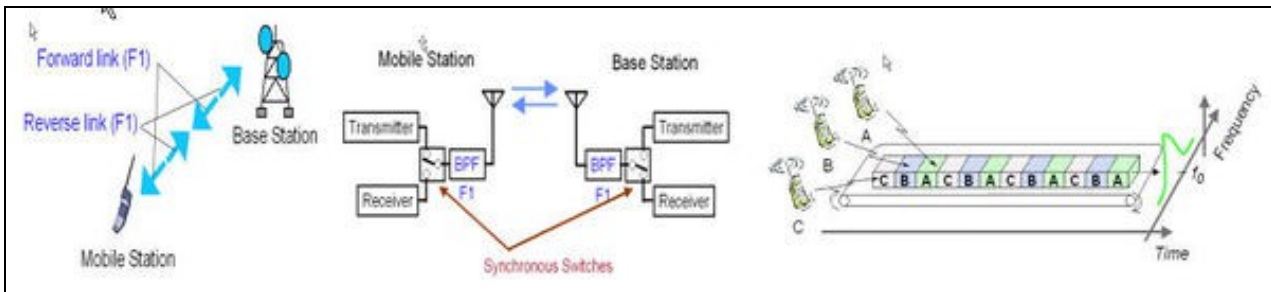 Forward link (F1)
Reverse link (F1)
Base Station
Mobile Station
Mobile Station
Base Station
Transmitter
Transmitter
BPF
BPF
F1
F1
Receiver
Receiver
Synchronous Switches
A
B
C
C B A C B A C B A C B A
Frequency
f0
Time